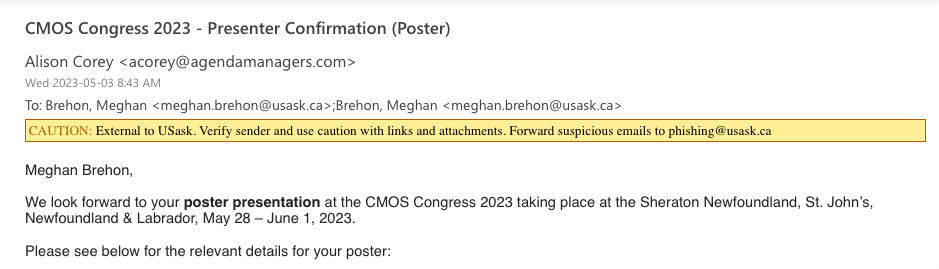 CMOS Congress 2023 - Presenter Confirmation (Poster)
Alison Corey <acorey@agendamanagers.com>
Wed 2023-05-03 8:43 AM
To: Brehon, Meghan <meghan.brehon@usask.ca>;Brehon, Meghan <meghan.brehon@usask.ca>
CAUTION: External to USask. Verify sender and use caution with links and attachments. Forward suspicious emails to phishing@usask.ca
Meghan Brehon,
We look forward to your poster presentation at the CMOS Congress 2023 taking place at the Sheraton Newfoundland, St. John’s,
Newfoundland & Labrador, May 28 – June 1, 2023.
Please see below for the relevant details for your poster: